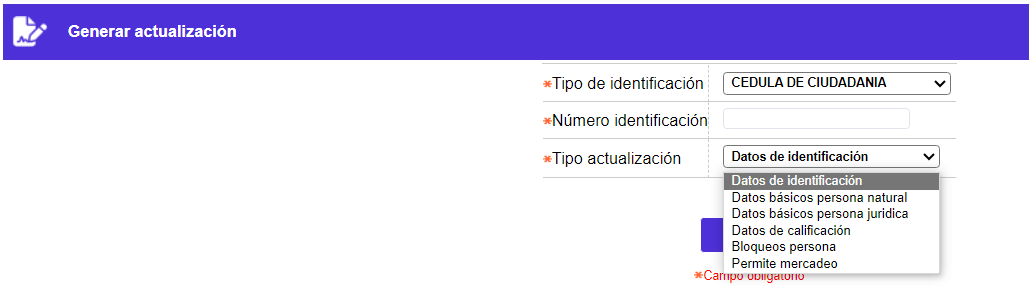 Generar actualización
*Tipo de identificación CEDULA DE CIUDADANIA
*Número identificación
*Tipo actualización Datos de identificación
Datos de identificación
Datos básicos persona natural
Datos básicos persona juridica
Datos de calificación
Bloqueos persona
Permite mercadeo
*Campo obligatorio